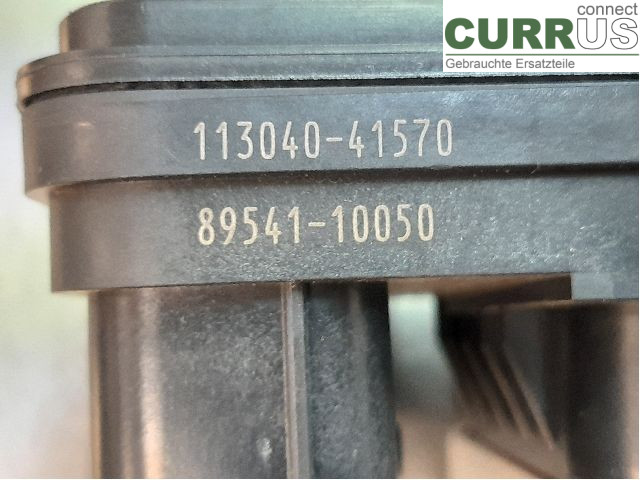 connect
CURRUS
Gebrauchte Ersatzteile
113040-41570
89541-10050